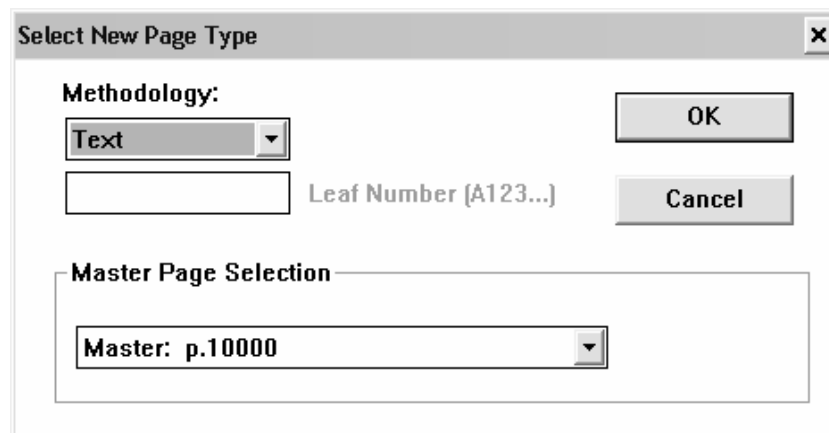 Select New Page Type
Methodology:
OK
Text
Leaf Number (A123...)
Cancel
Master Page Selection
Master: p.10000